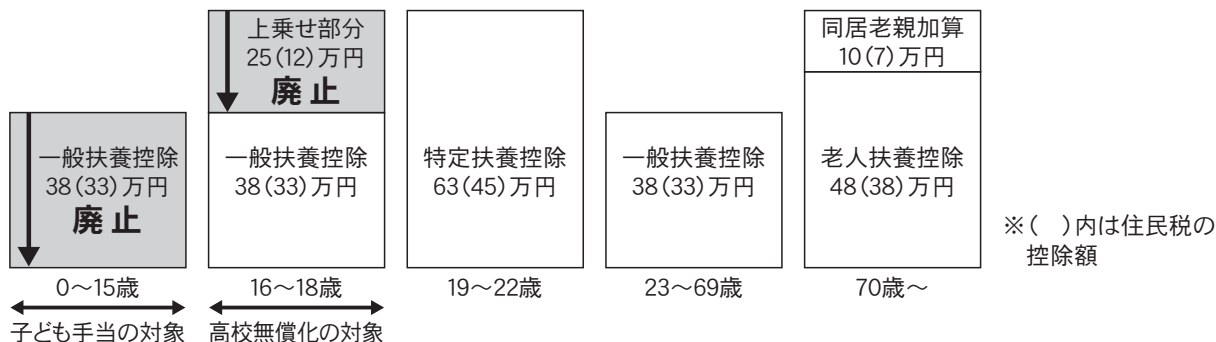 上乗せ部分
25(12)万円
廃止
一般扶養控除
38(33)万円
廃止
一般扶養控除
38(33)万円
特定扶養控除
63(45)万円
一般扶養控除
38(33)万円
同居老親加算
10(7)万円
老人扶養控除
48(38)万円
※(　)内は住民税の
控除額
0〜15歳
16〜18歳
19〜22歳
23〜69歳
70歳〜
子ども手当の対象
高校無償化の対象